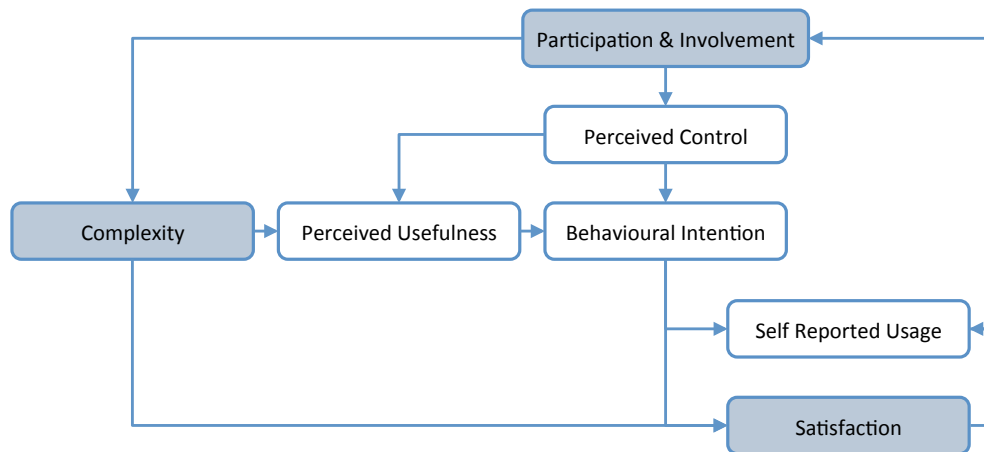 Participation & Involvement
Perceived Control
Complexity
Perceived Usefulness
Behavioural Intention
Self Reported Usage
Satisfaction